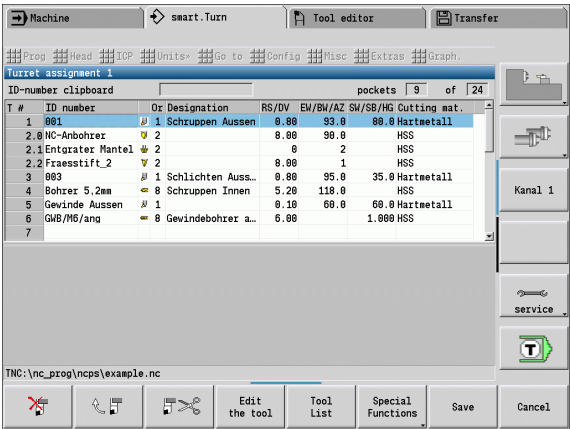 Machine smart.Turn Tool editor Transfer
Prog Head ICP Units» Go to Config Misc Extras Graph.
Turret assignment 1
ID-number clipboard pockets 9 of 24
T # ID number Or Designation RS/DV EW/BW/AZ SW/SB/HG Cutting mat.
1 001 1 Schruppen Aussen 0.80 93.0 80.0 Hartmetall
2.0 NC-Anbohrer 2 8.00 90.0 HSS
2.1 Entgrater Mantel 2 0 2 HSS
2.2 Fraesstift_2 2 8.00 1 HSS
3 003 1 Schlichten Auss… 0.80 95.0 35.0 Hartmetall
4 Bohrer 5,2mm 8 Schruppen Innen 5.20 118.0 HSS
5 Gewinde Aussen 1 0.10 60.0 60.0 Hartmetall
6 GWB/M6/ang 8 Gewindebohrer a… 6.00 1.000 HSS
7
Kanal 1
service
T
TNC:\nc_prog\ncps\example.nc
Edit the tool
Tool List
Special Functions
Save
Cancel